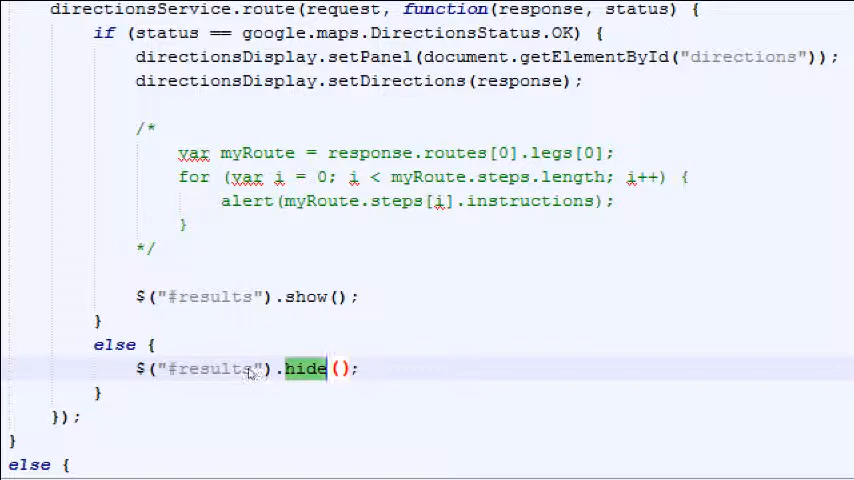 directionsService.route(request, function(response, status) {
if (status == google.maps.DirectionsStatus.OK) {
directionsDisplay.setPanel(document.getElementById("directions"));
directionsDisplay.setDirections(response);
/*
var myRoute = response.routes[0].legs[0];
for (var i = 0; i < myRoute.steps.length; i++) {
alert(myRoute.steps[i].instructions);
}
*/
$("#results").show();
}
else {
$("#results").hide();
}
});
}
else {